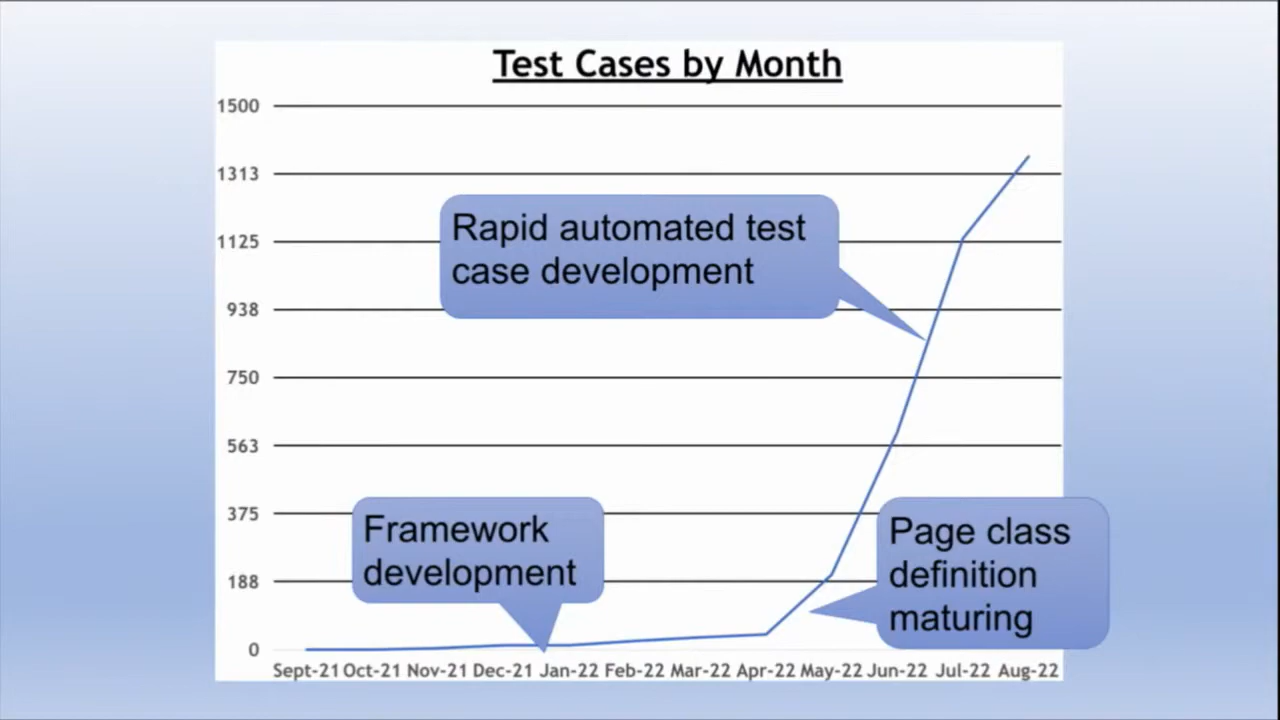 Test Cases by Month
1500
1313
1125
938
750
563
375
188
0
Rapid automated test
case development
Framework
development
Page class
definition
maturing
Sept-21 Oct-21 Nov-21 Dec-21 Jan-22 Feb-22 Mar-22 Apr-22 May-22 Jun-22 Jul-22 Aug-22